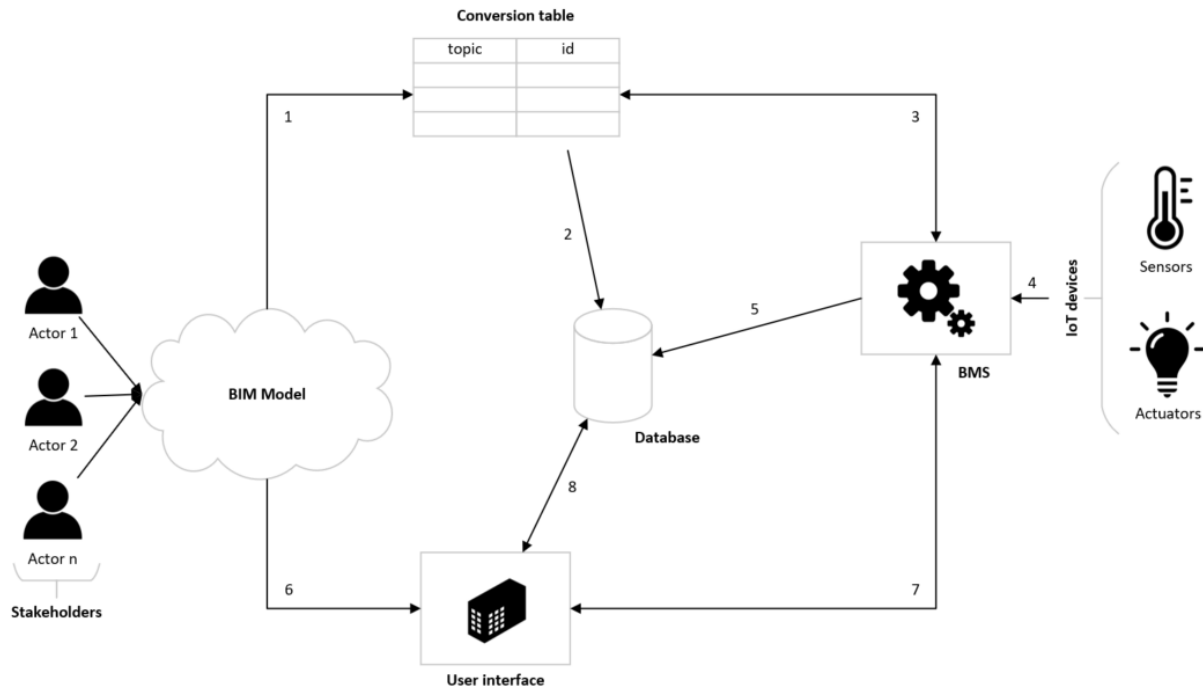 Conversion table
topic id
1
3
2
Sensors
4
IoT devices
5
BMS
Actuators
Actor 1
BIM Model
Actor 2
Database
8
Actor n
Stakeholders
6
7
User interface